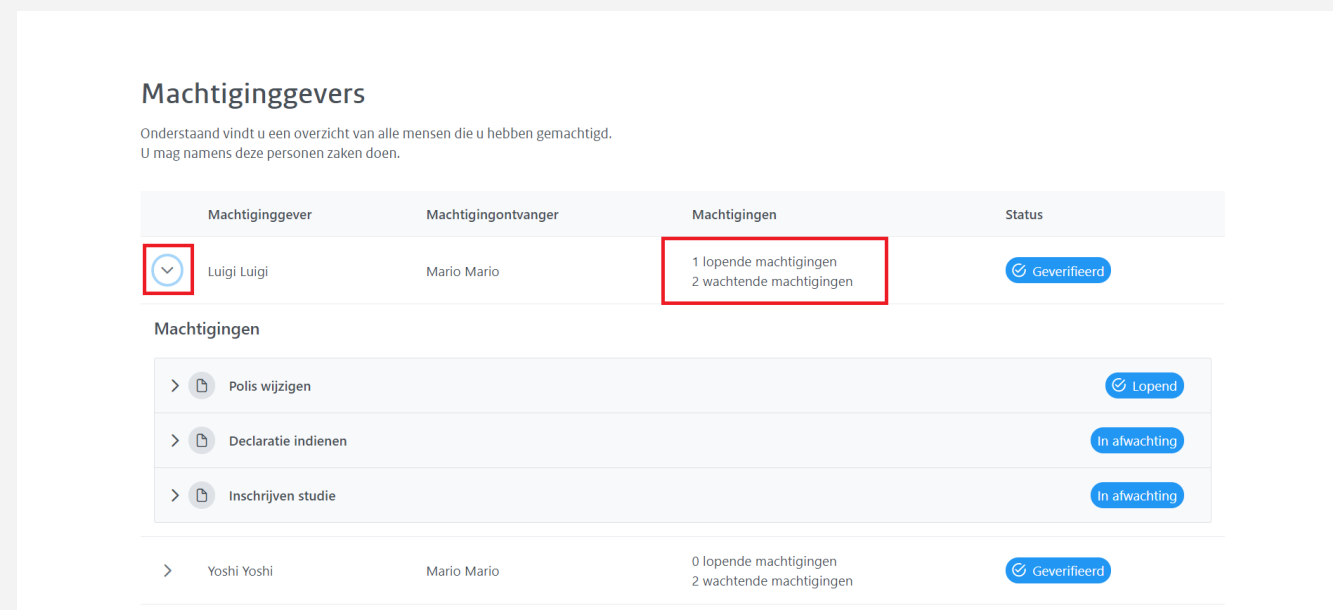 Machtiginggevers
Onderstaand vindt u een overzicht van alle mensen die u hebben gemachtigd.
U mag namens deze personen zaken doen.
Machtiginggever Machtigingontvanger Machtigingen Status
Luigi Luigi Mario Mario 1 lopende machtigingen Geverifieerd
2 wachtende machtigingen
Machtigingen
Polis wijzigen Lopend
Declaratie indienen In afwachting
Inschrijven studie In afwachting
Yoshi Yoshi Mario Mario 0 lopende machtigingen Geverifieerd
2 wachtende machtigingen